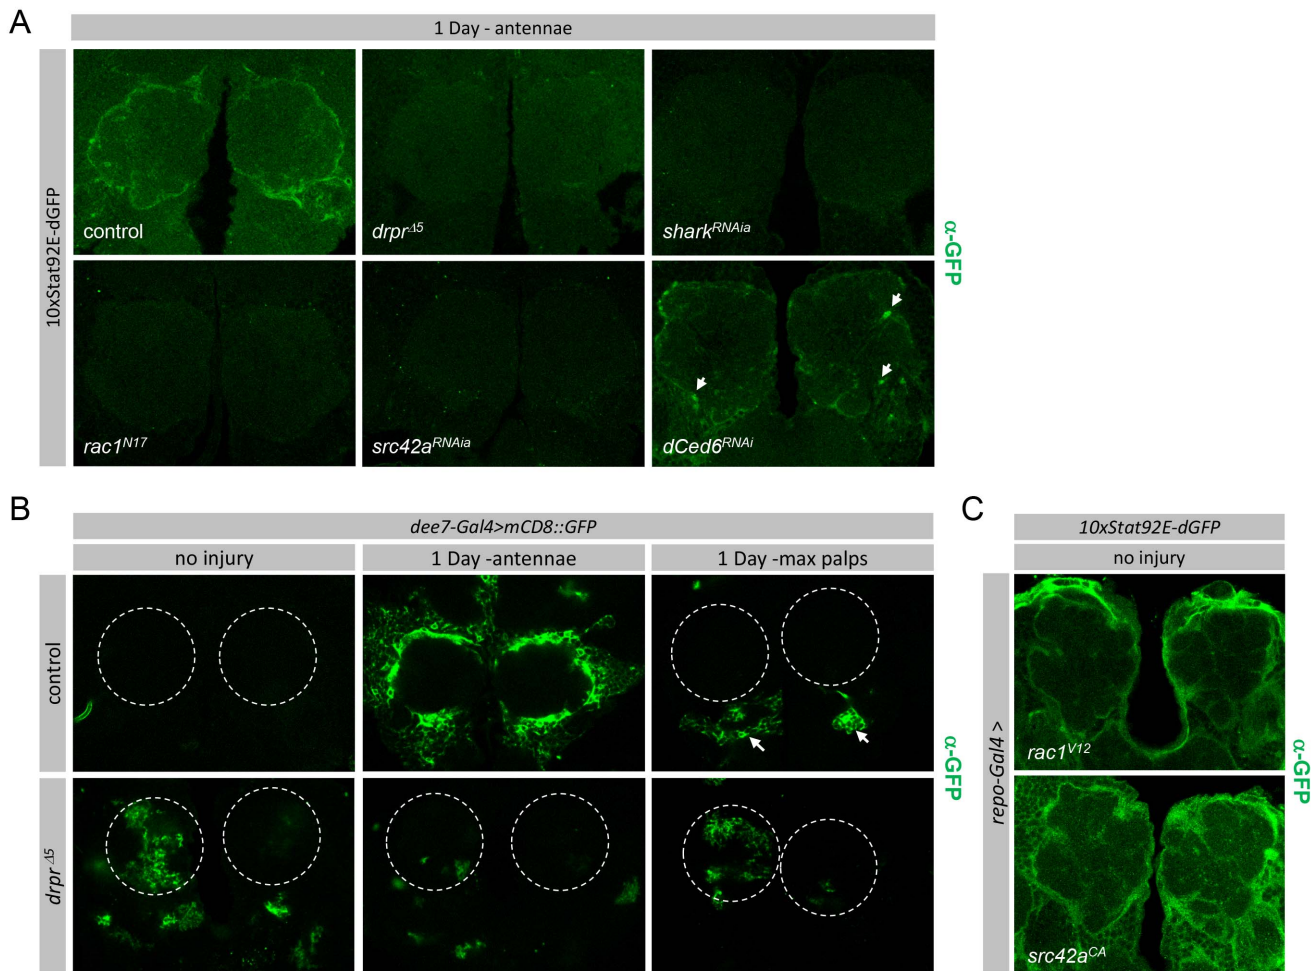 A
1 Day - antennae
10xStat92E-dGFP
control
drpr^Δ5
shark^RNAia
rac1^N17
src42a^RNAia
dCed6^RNAi
α-GFP
B
dee7-Gal4>mCD8::GFP
no injury
1 Day -antennae
1 Day -max palps
control
drpr ^Δ5
α-GFP
C
10xStat92E-dGFP
no injury
repo-Gal4 >
rac1^V12
src42a^CA
α-GFP